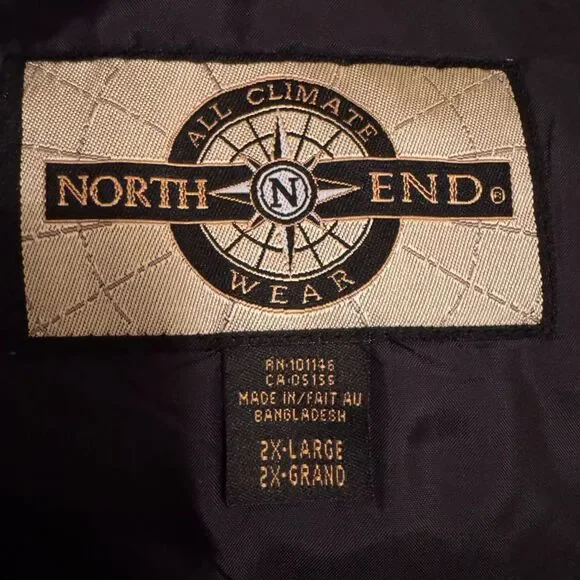 ALL CLIMATE
NORTH N END ®
WEAR
RN-101146
CA-05155
MADE IN/FAIT AU
BANGLADESH
2X-LARGE
2X-GRAND